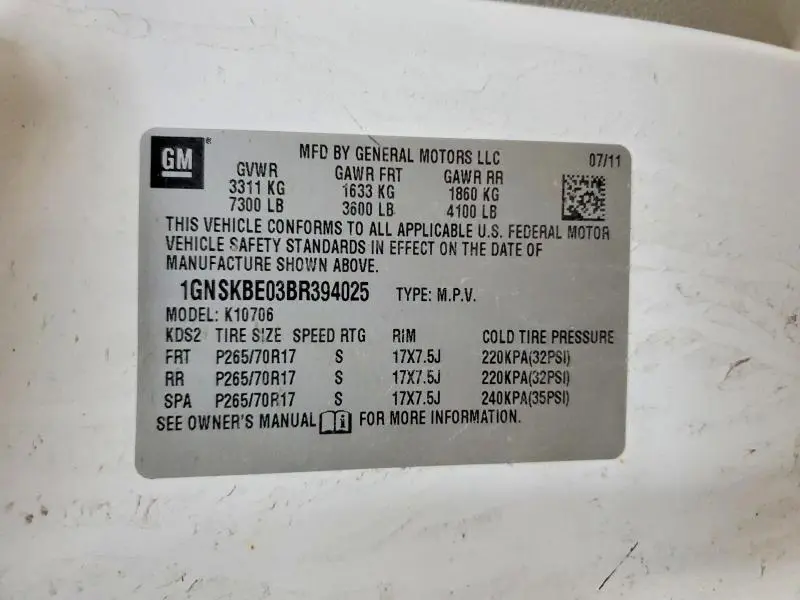 GM ®
MFD BY GENERAL MOTORS LLC 07/11
GVWR GAWR FRT GAWR RR
3311 KG 1633 KG 1860 KG
7300 LB 3600 LB 4100 LB
THIS VEHICLE CONFORMS TO ALL APPLICABLE U.S. FEDERAL MOTOR
VEHICLE SAFETY STANDARDS IN EFFECT ON THE DATE OF
MANUFACTURE SHOWN ABOVE.
1GNSKBE03BR394025 TYPE: M.P.V.
MODEL: K10706
KDS2 TIRE SIZE SPEED RTG RIM COLD TIRE PRESSURE
FRT P265/70R17 S 17X7.5J 220KPA(32PSI)
RR P265/70R17 S 17X7.5J 220KPA(32PSI)
SPA P265/70R17 S 17X7.5J 240KPA(35PSI)
SEE OWNER'S MANUAL i FOR MORE INFORMATION.